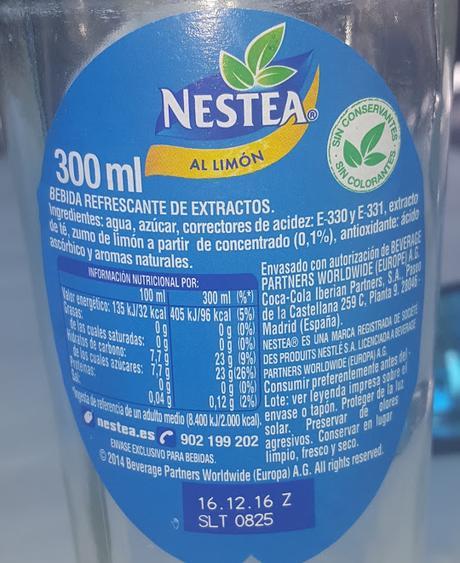 NESTEA®
AL LIMÓN
SIN CONSERVANTES
SIN COLORANTES
300 ml
BEBIDA REFRESCANTE DE EXTRACTOS.
Ingredientes: agua, azúcar, correctores de acidez: E-330 y E-331, extracto
de té, zumo de limón a partir de concentrado (0,1%), antioxidante: ácido
ascórbico y aromas naturales.
INFORMACIÓN NUTRICIONAL POR:
100 ml 300 ml (%*)
Valor energético: 135 kJ/32 kcal 405 kJ/96 kcal (5%)
Grasas: 0 g 0 g (0%)
de las cuales saturadas: 0 g 0 g (0%)
Hidratos de carbono: 7,7 g 23 g (9%)
de los cuales azúcares: 7,7 g 23 g (26%)
Proteínas: 0 g 0 g (0%)
Sal: 0,04 g 0,12 g (2%)
*Ingesta de referencia de un adulto medio (8.400 kJ/2.000 kcal).
nestea.es 902 199 202
ENVASE EXCLUSIVO PARA BEBIDAS.
Envasado con autorización de BEVERAGE
PARTNERS WORLDWIDE (EUROPE) A.G.
Coca-Cola Iberian Partners, S.A., Paseo
de la Castellana 259 C, Planta 9, 28046 -
Madrid (España).
NESTEA® ES UNA MARCA REGISTRADA DE SOCIÉTÉ
DES PRODUITS NESTLÉ S.A. LICENCIADA A BEVERAGE
PARTNERS WORLDWIDE (EUROPA) A.G.
Consumir preferentemente antes del -
Lote: ver leyenda impresa sobre el
envase o tapón. Proteger de la luz
solar. Preservar de olores
agresivos. Conservar en lugar
limpio, fresco y seco.
© 2014 Beverage Partners Worldwide (Europa) A.G. All rights reserved.
16.12.16 Z
SLT 0825